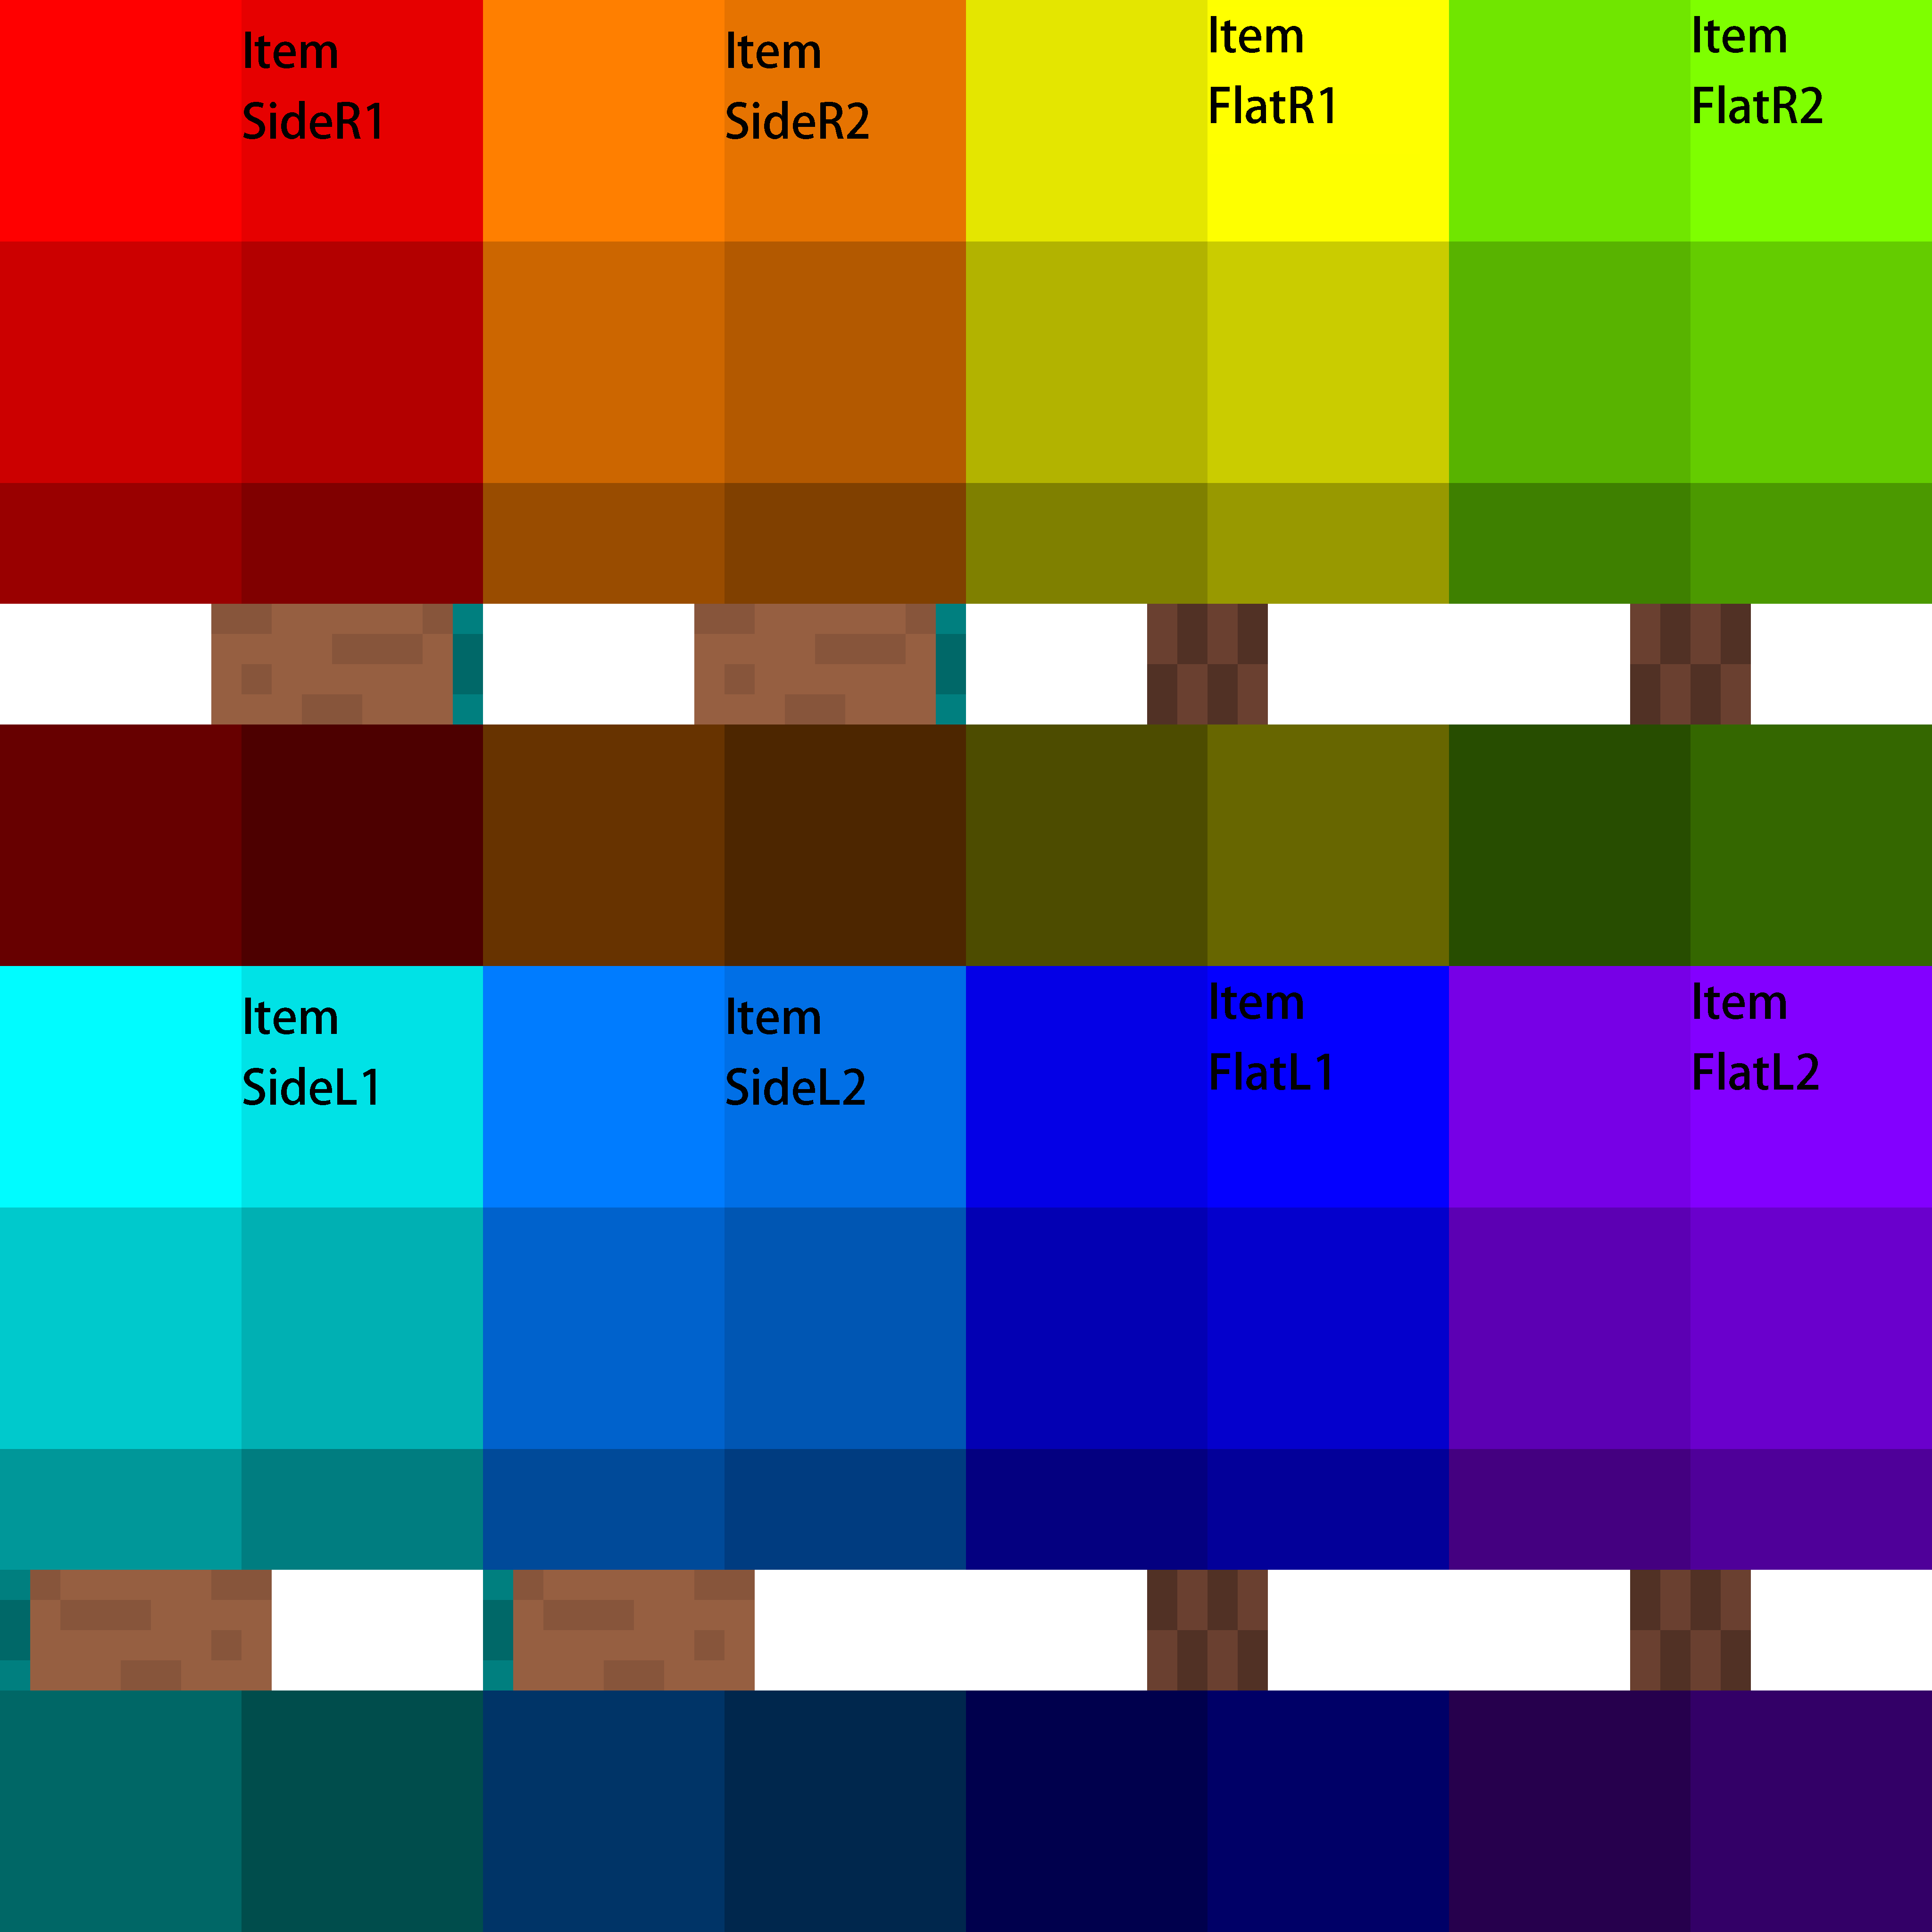 Item
SideR1
Item
SideR2
Item
FlatR1
Item
FlatR2
Item
SideL1
Item
SideL2
Item
FlatL1
Item
FlatL2